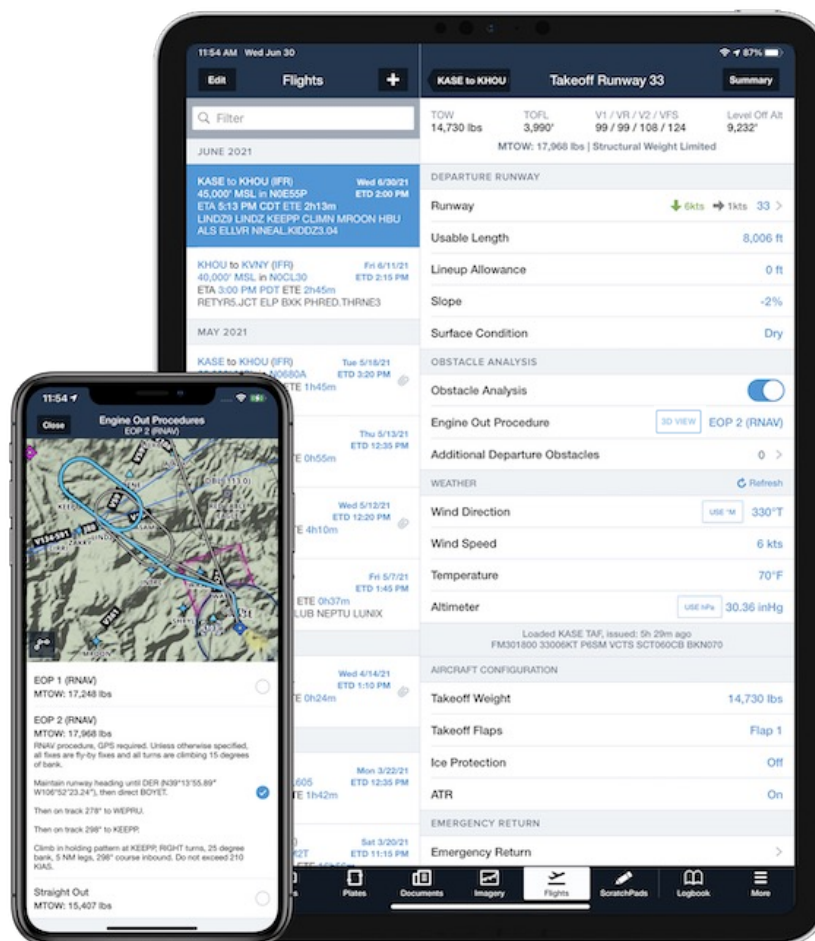 11:54 AM Wed Jun 30
87%
Edit
Flights
+
KASE to KHOU
Takeoff Runway 33
Summary
Filter
JUNE 2021
KASE to KHOU (IFR)
Wed 6/30/21
45,000' MSL in N0E55P
ETD 2:00 PM
ETA 5:13 PM CDT ETE 2h13m
LINDZ9 LINDZ KEEPP CLIMN MROON HBU
ALS ELLVR NNEAL.KIDDZ3.04
KHOU to KVNY (IFR)
Fri 6/11/21
40,000' MSL in N0CL30
ETD 2:15 PM
ETA 3:00 PM PDT ETE 2h45m
RETYR5.JCT ELP BXK PHRED.THRNE3
MAY 2021
KASE to KHOU (IFR)
Tue 5/18/21
N0680A
ETD 3:20 PM
ETE 1h45m
Thu 5/13/21
ETD 12:35 PM
ETE 0h55m
Wed 5/12/21
ETD 12:20 PM
ETE 4h10m
Fri 5/7/21
ETD 1:45 PM
ETE 0h37m
LUB NEPTU LUNIX
Wed 4/14/21
ETD 1:10 PM
ETE 0h24m
Mon 3/22/21
ETD 12:35 PM
TE 1h42m
Sat 3/20/21
ETD 11:15 PM
TOW
TOFL
V1 / VR / V2 / VFS
Level Off Alt
14,730 lbs
3,990'
99 / 99 / 108 / 124
9,232'
MTOW: 17,968 lbs | Structural Weight Limited
DEPARTURE RUNWAY
Runway
6kts
1kts
33
Usable Length
8,006 ft
Lineup Allowance
0 ft
Slope
-2%
Surface Condition
Dry
OBSTACLE ANALYSIS
Obstacle Analysis
Engine Out Procedure
3D VIEW
EOP 2 (RNAV)
Additional Departure Obstacles
0
WEATHER
Refresh
Wind Direction
USE °M
330°T
Wind Speed
6 kts
Temperature
70°F
Altimeter
USE hPa
30.36 inHg
Loaded KASE TAF, issued: 5h 29m ago
FM301800 33006KT P6SM VCTS SCT060CB BKN070
AIRCRAFT CONFIGURATION
Takeoff Weight
14,730 lbs
Takeoff Flaps
Flap 1
Ice Protection
Off
ATR
On
EMERGENCY RETURN
Emergency Return
Plates
Documents
Imagery
Flights
ScratchPads
Logbook
More
11:54
Close
Engine Out Procedures
EOP 2 (RNAV)
V134-591
J80
EOP 1 (RNAV)
MTOW: 17,248 lbs
EOP 2 (RNAV)
MTOW: 17,968 lbs
RNAV procedure, GPS required. Unless otherwise specified,
all fixes are fly-by fixes and all turns are climbing 15 degrees
of bank.
Maintain runway heading until DER (N39°13'55.89"
W106°52'23.24"), then direct BOYET.
Then on track 278° to WEPRU.
Then on track 298° to KEEPP.
Climb in holding pattern at KEEPP, RIGHT turns, 25 degree
bank, 5 NM legs, 298° course inbound. Do not exceed 210
KIAS.
Straight Out
MTOW: 15,407 lbs